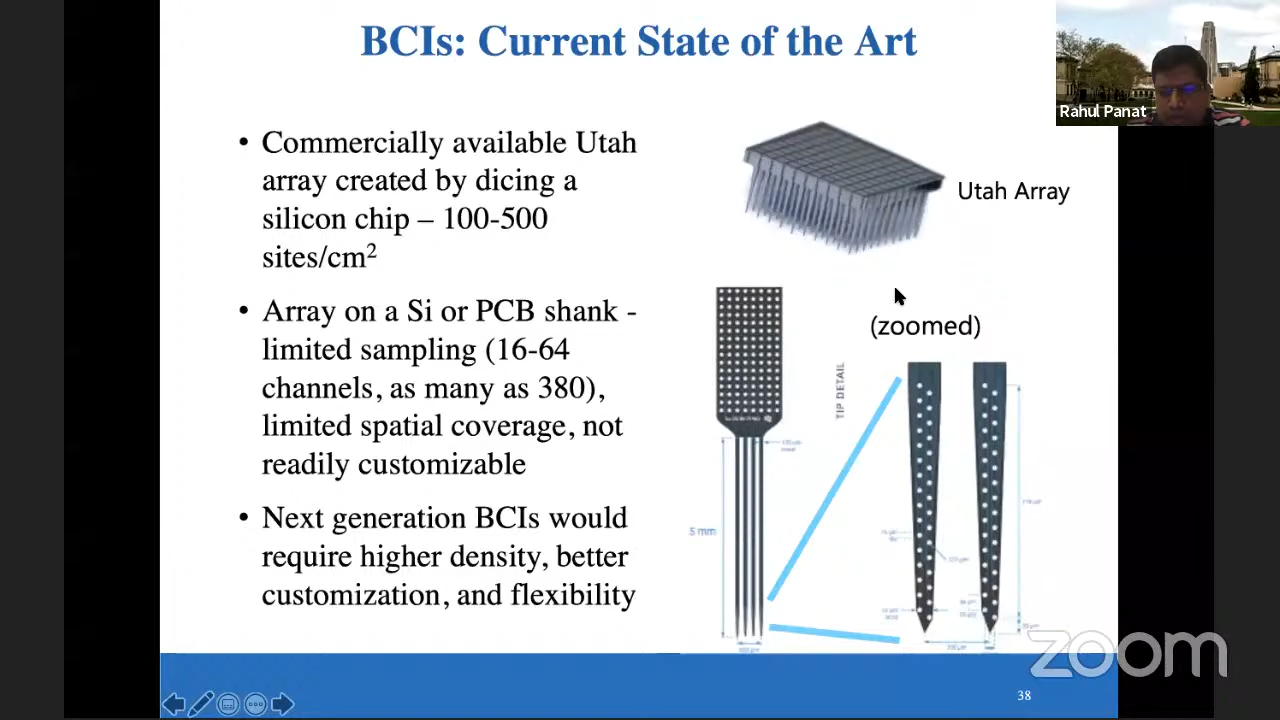 BCIs: Current State of the Art
Rahul Panat
• Commercially available Utah
array created by dicing a
silicon chip – 100-500
sites/cm²
Utah Array
• Array on a Si or PCB shank -
limited sampling (16-64
channels, as many as 380),
limited spatial coverage, not
readily customizable
(zoomed)
TIP DETAIL
5 mm
• Next generation BCIs would
require higher density, better
customization, and flexibility
zoom
38